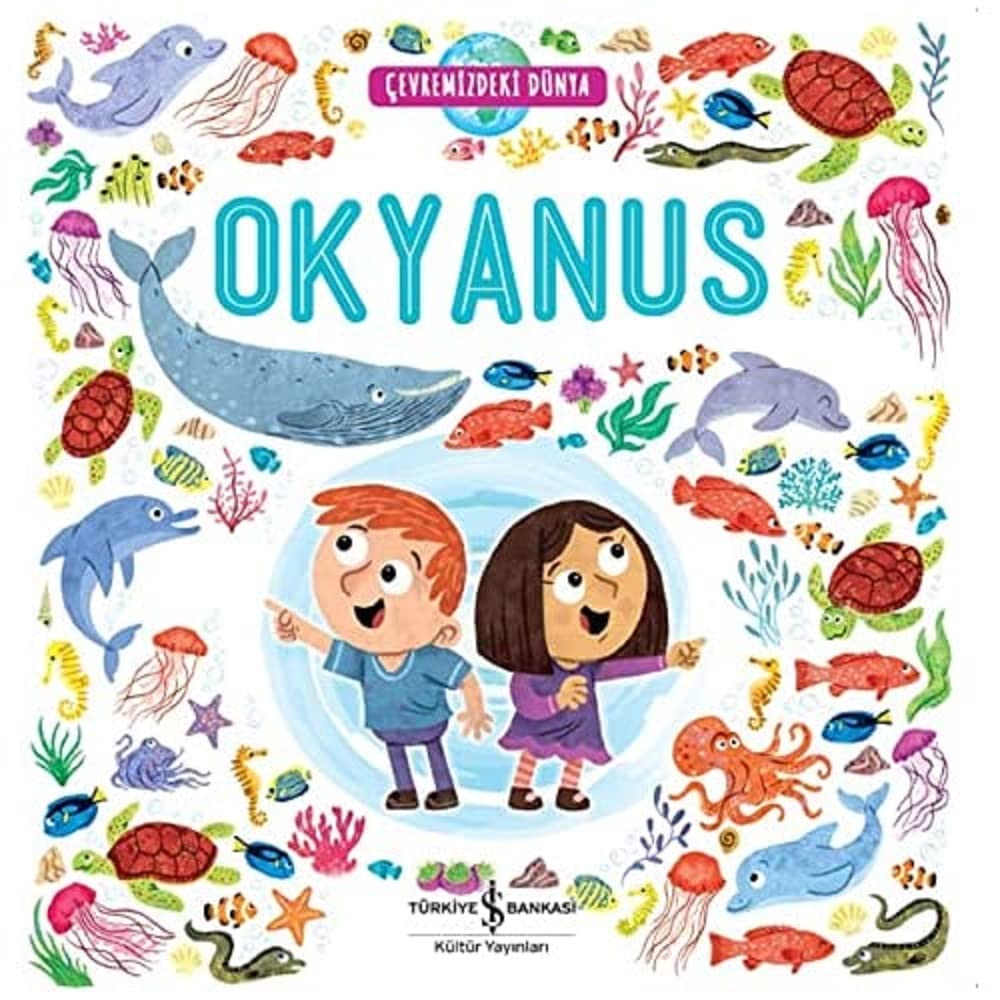 ÇEVREMİZDEKİ DÜNYA
OKYANUS
TÜRKİYE İŞ BANKASI
Kültür Yayınları